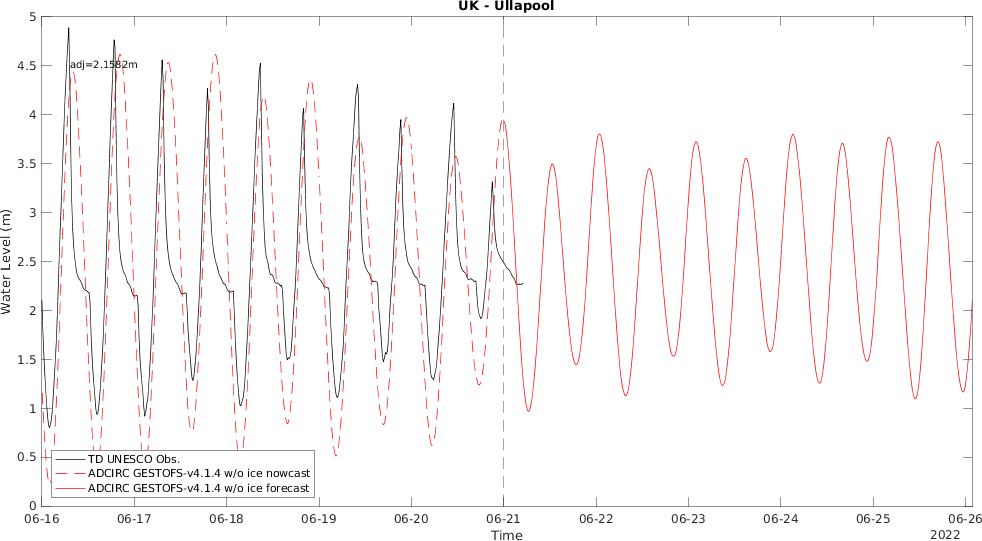 UK - Ullapool
adj=2.1582m
Water Level (m)
5
4.5
4
3.5
3
2.5
2
1.5
1
0.5
0
TD UNESCO Obs.
ADCIRC GESTOFS-v4.1.4 w/o ice nowcast
ADCIRC GESTOFS-v4.1.4 w/o ice forecast
06-16 06-17 06-18 06-19 06-20 06-21 06-22 06-23 06-24 06-25 06-26
Time
2022